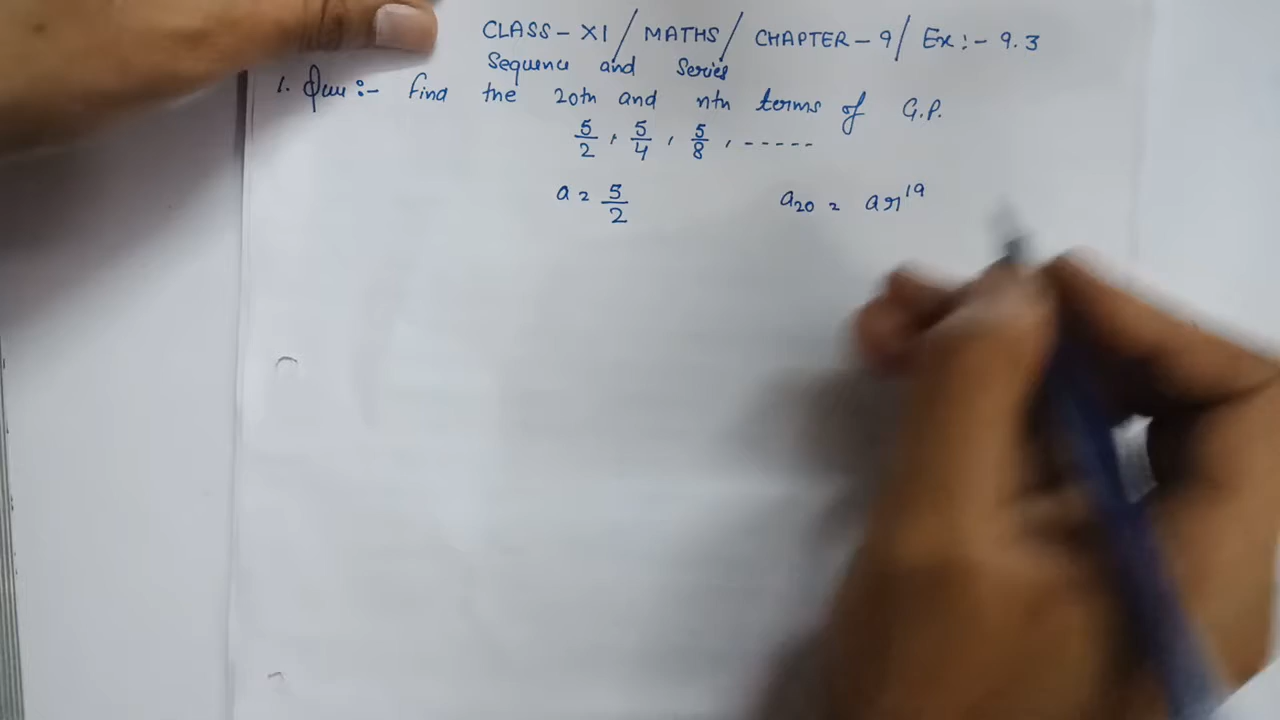 CLASS - XI / MATHS / CHAPTER - 9 / Ex :- 9.3
Sequence and Series
1. Ques :- Find the 20th and nth terms of G.P.
5/2, 5/4, 5/8, -----
a = 5/2 a₂₀ = ar¹⁹